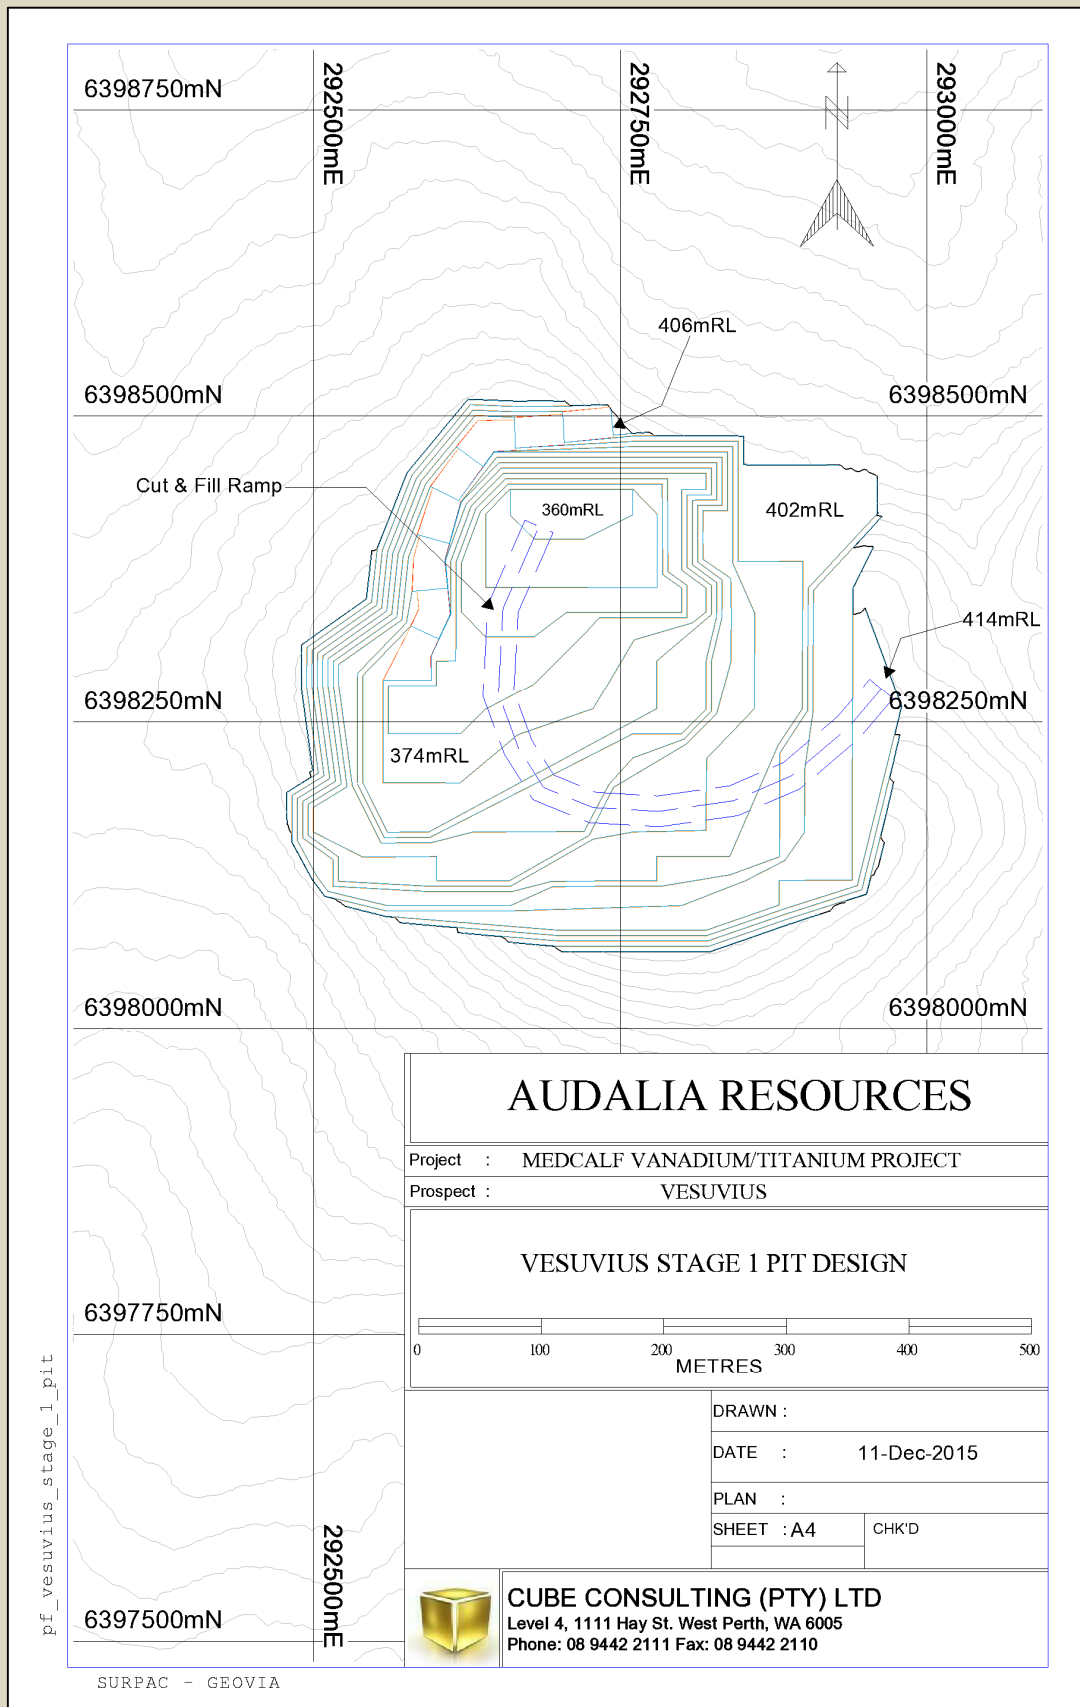 292500mE
292750mE
293000mE
6398750mN
N
406mRL
6398500mN
6398500mN
Cut & Fill Ramp
360mRL
402mRL
414mRL
6398250mN
6398250mN
374mRL
6398000mN
6398000mN
AUDALIA RESOURCES
Project : MEDCALF VANADIUM/TITANIUM PROJECT
Prospect : VESUVIUS
VESUVIUS STAGE 1 PIT DESIGN
6397750mN
0 100 200 300 400 500
METRES
DRAWN :
DATE : 11-Dec-2015
PLAN :
SHEET : A4
CHK'D
292500mE
6397500mN
CUBE CONSULTING (PTY) LTD
Level 4, 1111 Hay St. West Perth, WA 6005
Phone: 08 9442 2111 Fax: 08 9442 2110
pf_vesuvius_stage_1_pit
SURPAC - GEOVIA